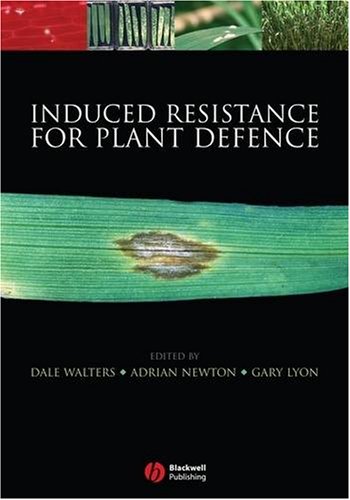 INDUCED RESISTANCE
FOR PLANT DEFENCE
EDITED BY
DALE WALTERS ◆ ADRIAN NEWTON ◆ GARY LYON
Blackwell
Publishing